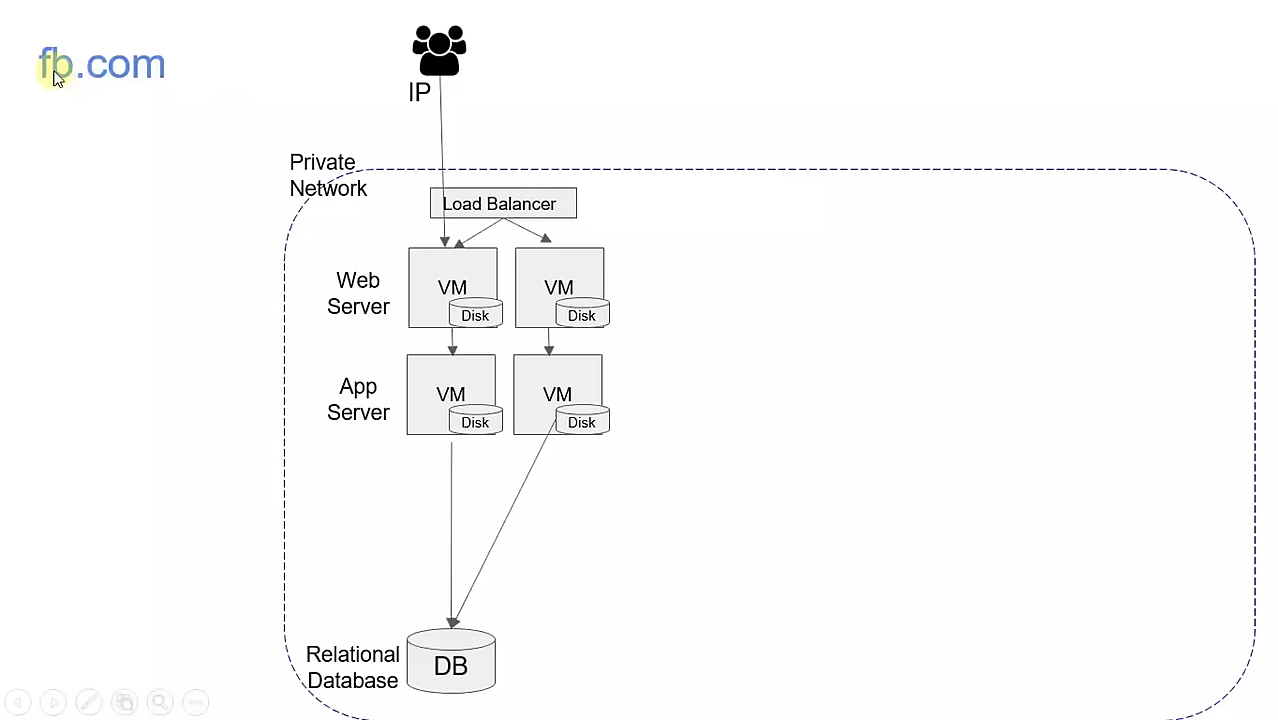 fb.com
IP
Private
Network
Load Balancer
Web
Server
VM
Disk
VM
Disk
App
Server
VM
Disk
VM
Disk
Relational
Database
DB